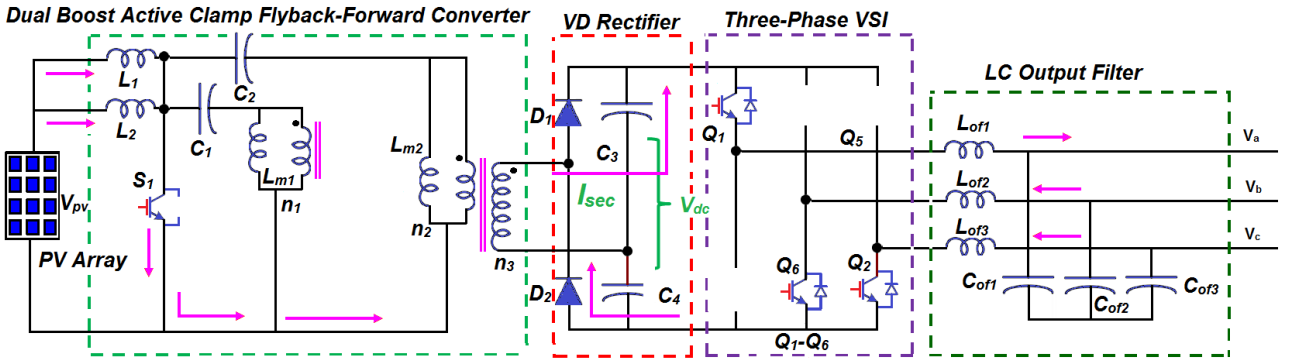 Dual Boost Active Clamp Flyback-Forward Converter
VD Rectifier
Three-Phase VSI
LC Output Filter
L1
L2
C2
C1
Lm1
n1
Lm2
n2
n3
S1
Vpv
PV Array
D1
D2
C3
C4
Isec
Vdc
Q1
Q5
Q6
Q2
Q1-Q6
Lof1
Lof2
Lof3
Va
Vb
Vc
Cof1
Cof2
Cof3